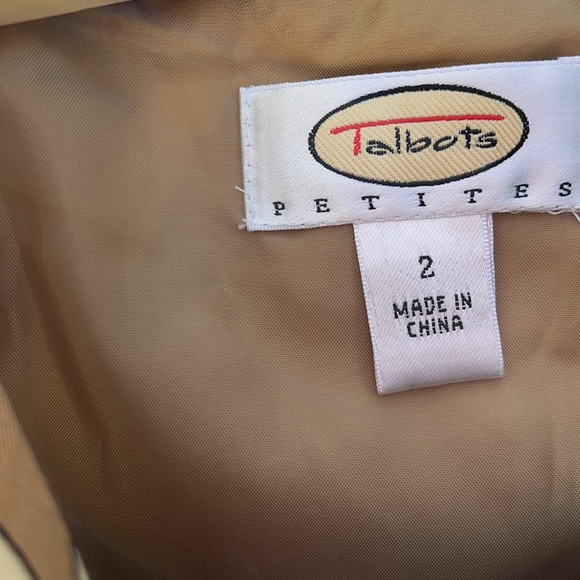 Talbots
PETITES
2
MADE IN
CHINA